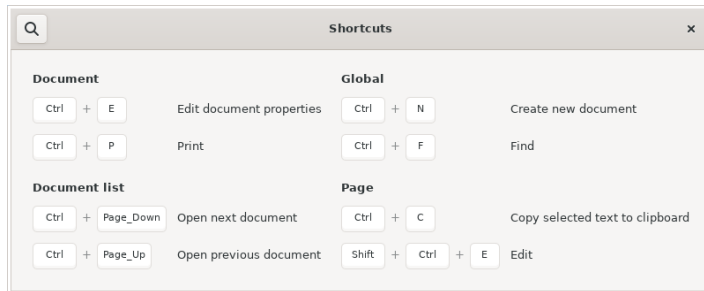 Shortcuts ×
Document
Ctrl + E Edit document properties
Ctrl + P Print
Document list
Ctrl + Page_Down Open next document
Ctrl + Page_Up Open previous document
Global
Ctrl + N Create new document
Ctrl + F Find
Page
Ctrl + C Copy selected text to clipboard
Shift + Ctrl + E Edit